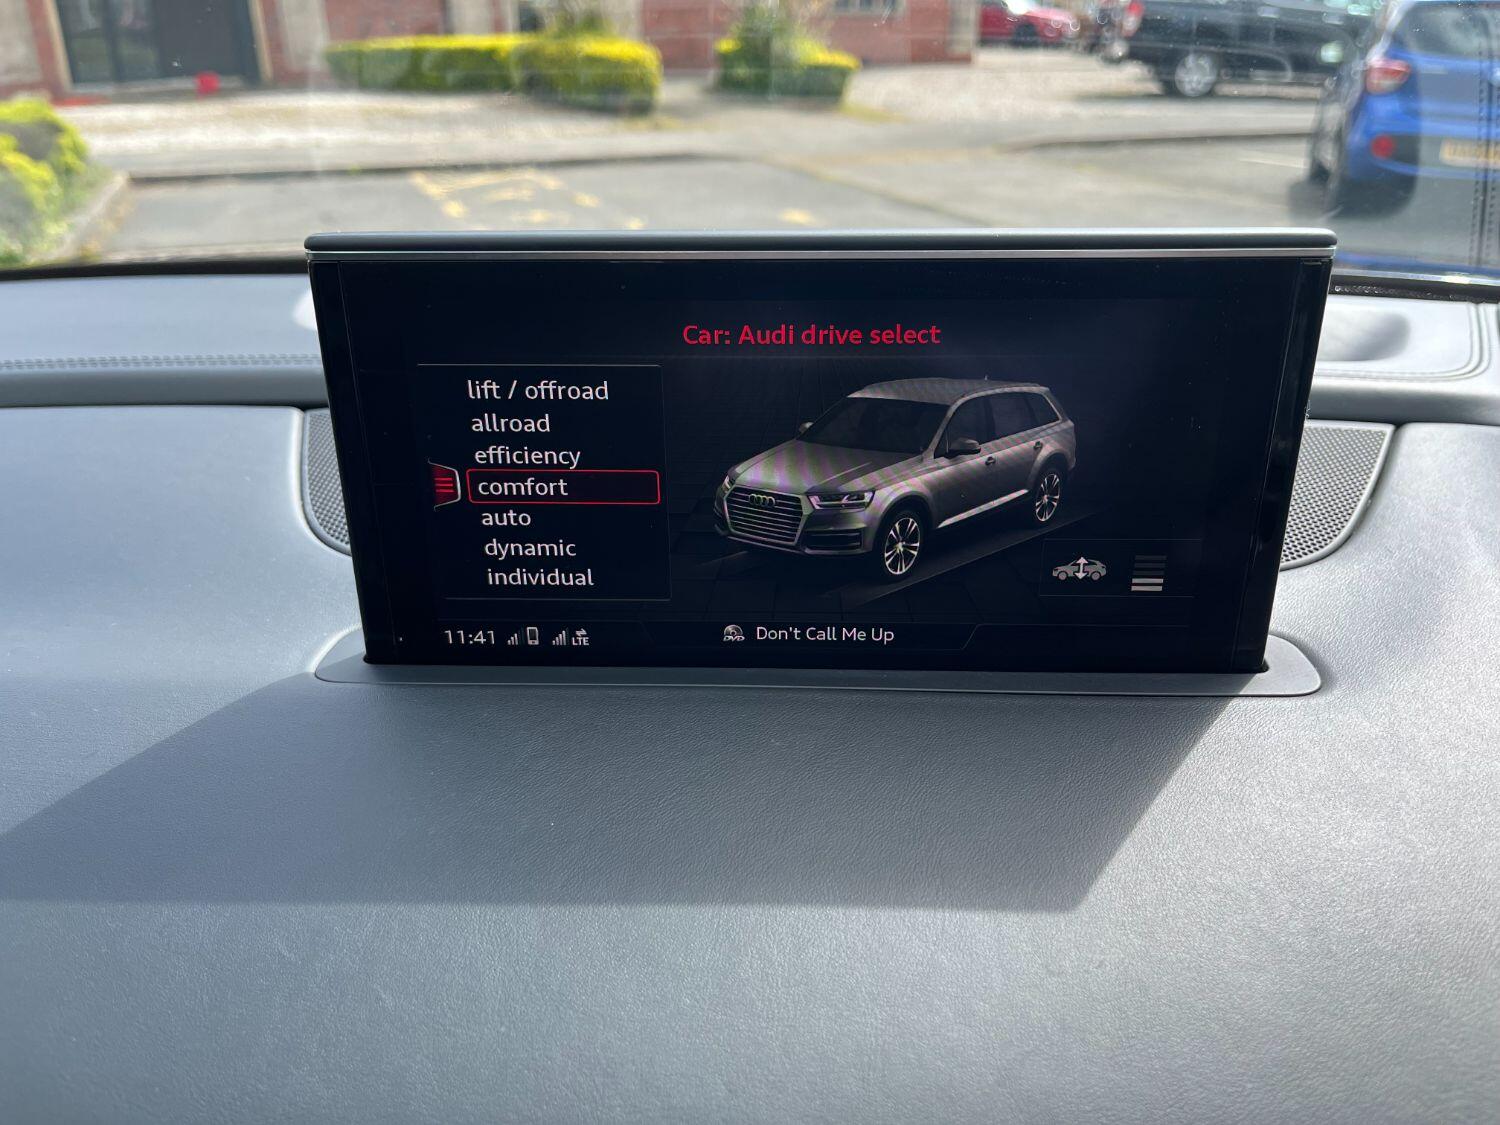 Car: Audi drive select
lift / offroad
allroad
efficiency
comfort
auto
dynamic
individual
11:41
LTE
DVD
Don't Call Me Up